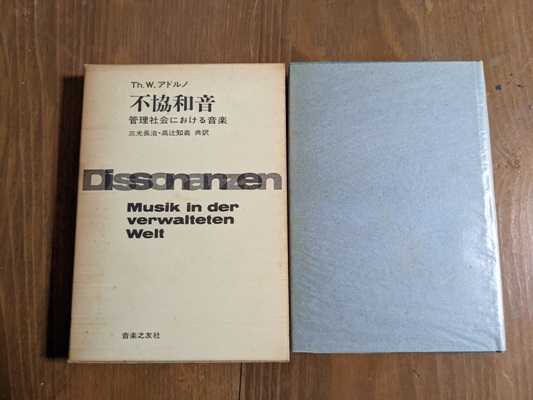 Th.W.アドルノ
不協和音
管理社会における音楽
三光長治・高辻知義 共訳
Dissonanzen
Musik in der
verwalteten
Welt
音楽之友社